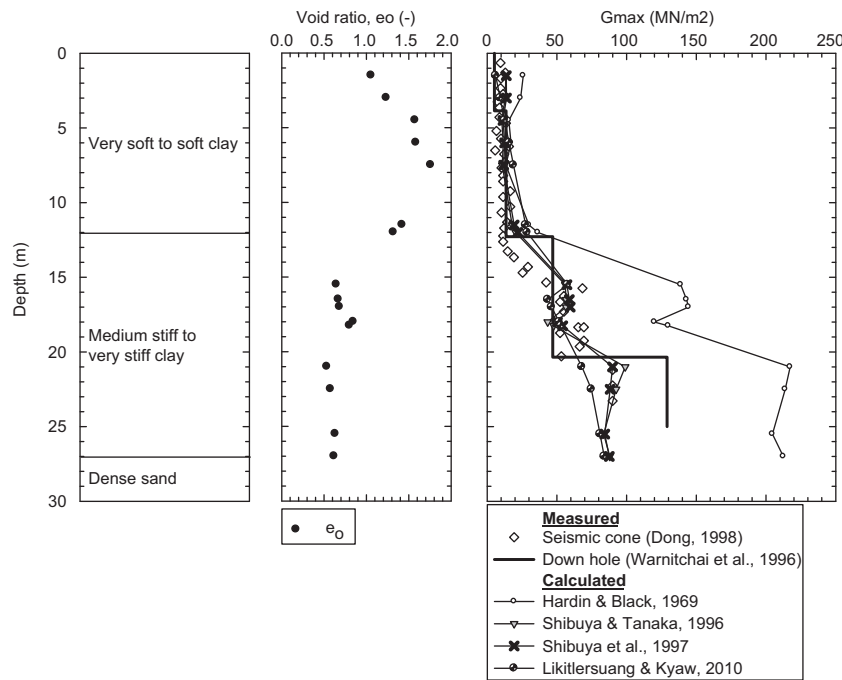 Void ratio, eo (-)
0.0 0.5 1.0 1.5 2.0
Gmax (MN/m2)
0 50 100 150 200 250
Depth (m)
0
5
10
15
20
25
30
Very soft to soft clay
Medium stiff to
very stiff clay
Dense sand
eo
Measured
Seismic cone (Dong, 1998)
Down hole (Warnitchai et al., 1996)
Calculated
Hardin & Black, 1969
Shibuya & Tanaka, 1996
Shibuya et al., 1997
Likitlersuang & Kyaw, 2010